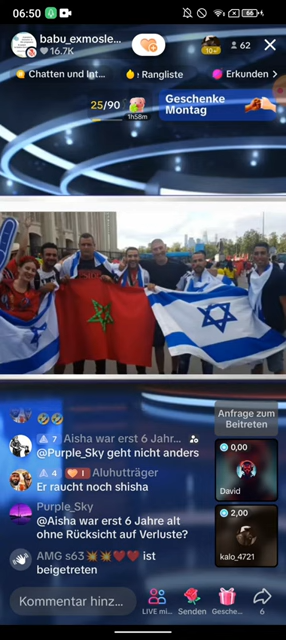 06:50
66
babu_exmosle...
16.7K
10
62
Chatten und Int...
Rangliste
Erkunden
25/90
1h58m
Geschenke
Montag
Anfrage zum
Beitreten
7 Aisha war erst 6 Jahr...
@Purple_Sky geht nicht anders
4 1 Aluhutträger
Er raucht noch shisha
Purple_Sky
@Aisha war erst 6 Jahre alt
ohne Rücksicht auf Verluste?
AMG s63💥💥❤️❤️ ist
beigetreten
0,00
David
2,00
kalo_4721
Kommentar hinz...
LIVE mi...
Senden
Gesche...
6